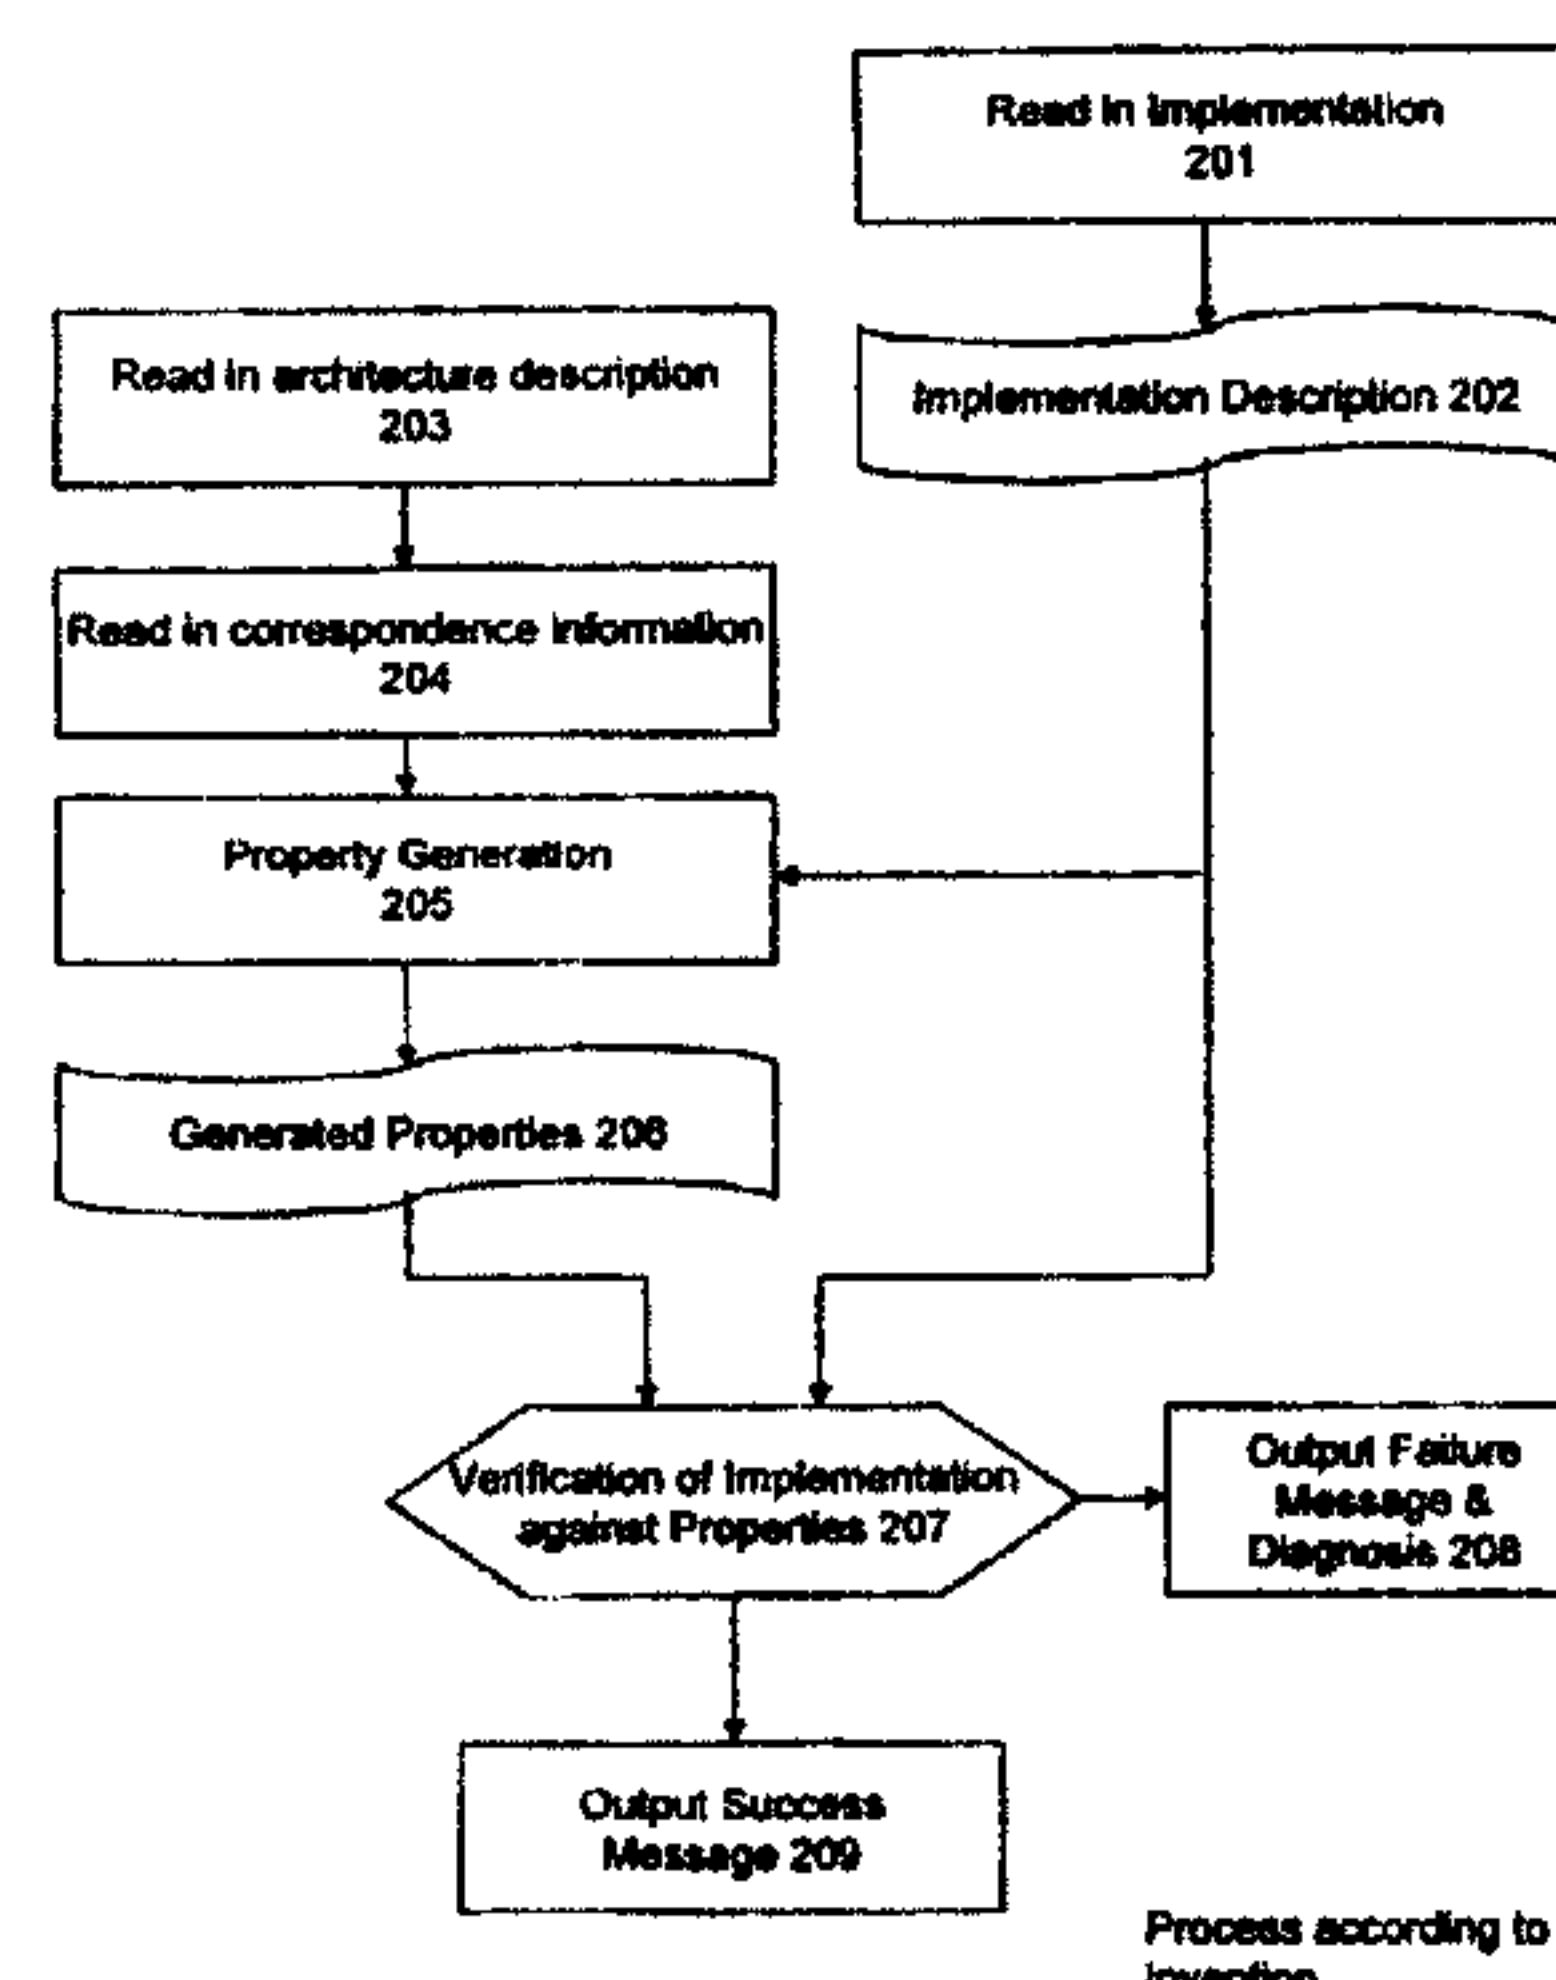 Read in Implementation
201
Read in architecture description
203
Implementation Description 202
Read in correspondence information
204
Property Generation
205
Generated Properties 206
Verification of Implementation
against Properties 207
Output Failure
Message &
Diagnosis 208
Output Success
Message 209
Process according to
invention